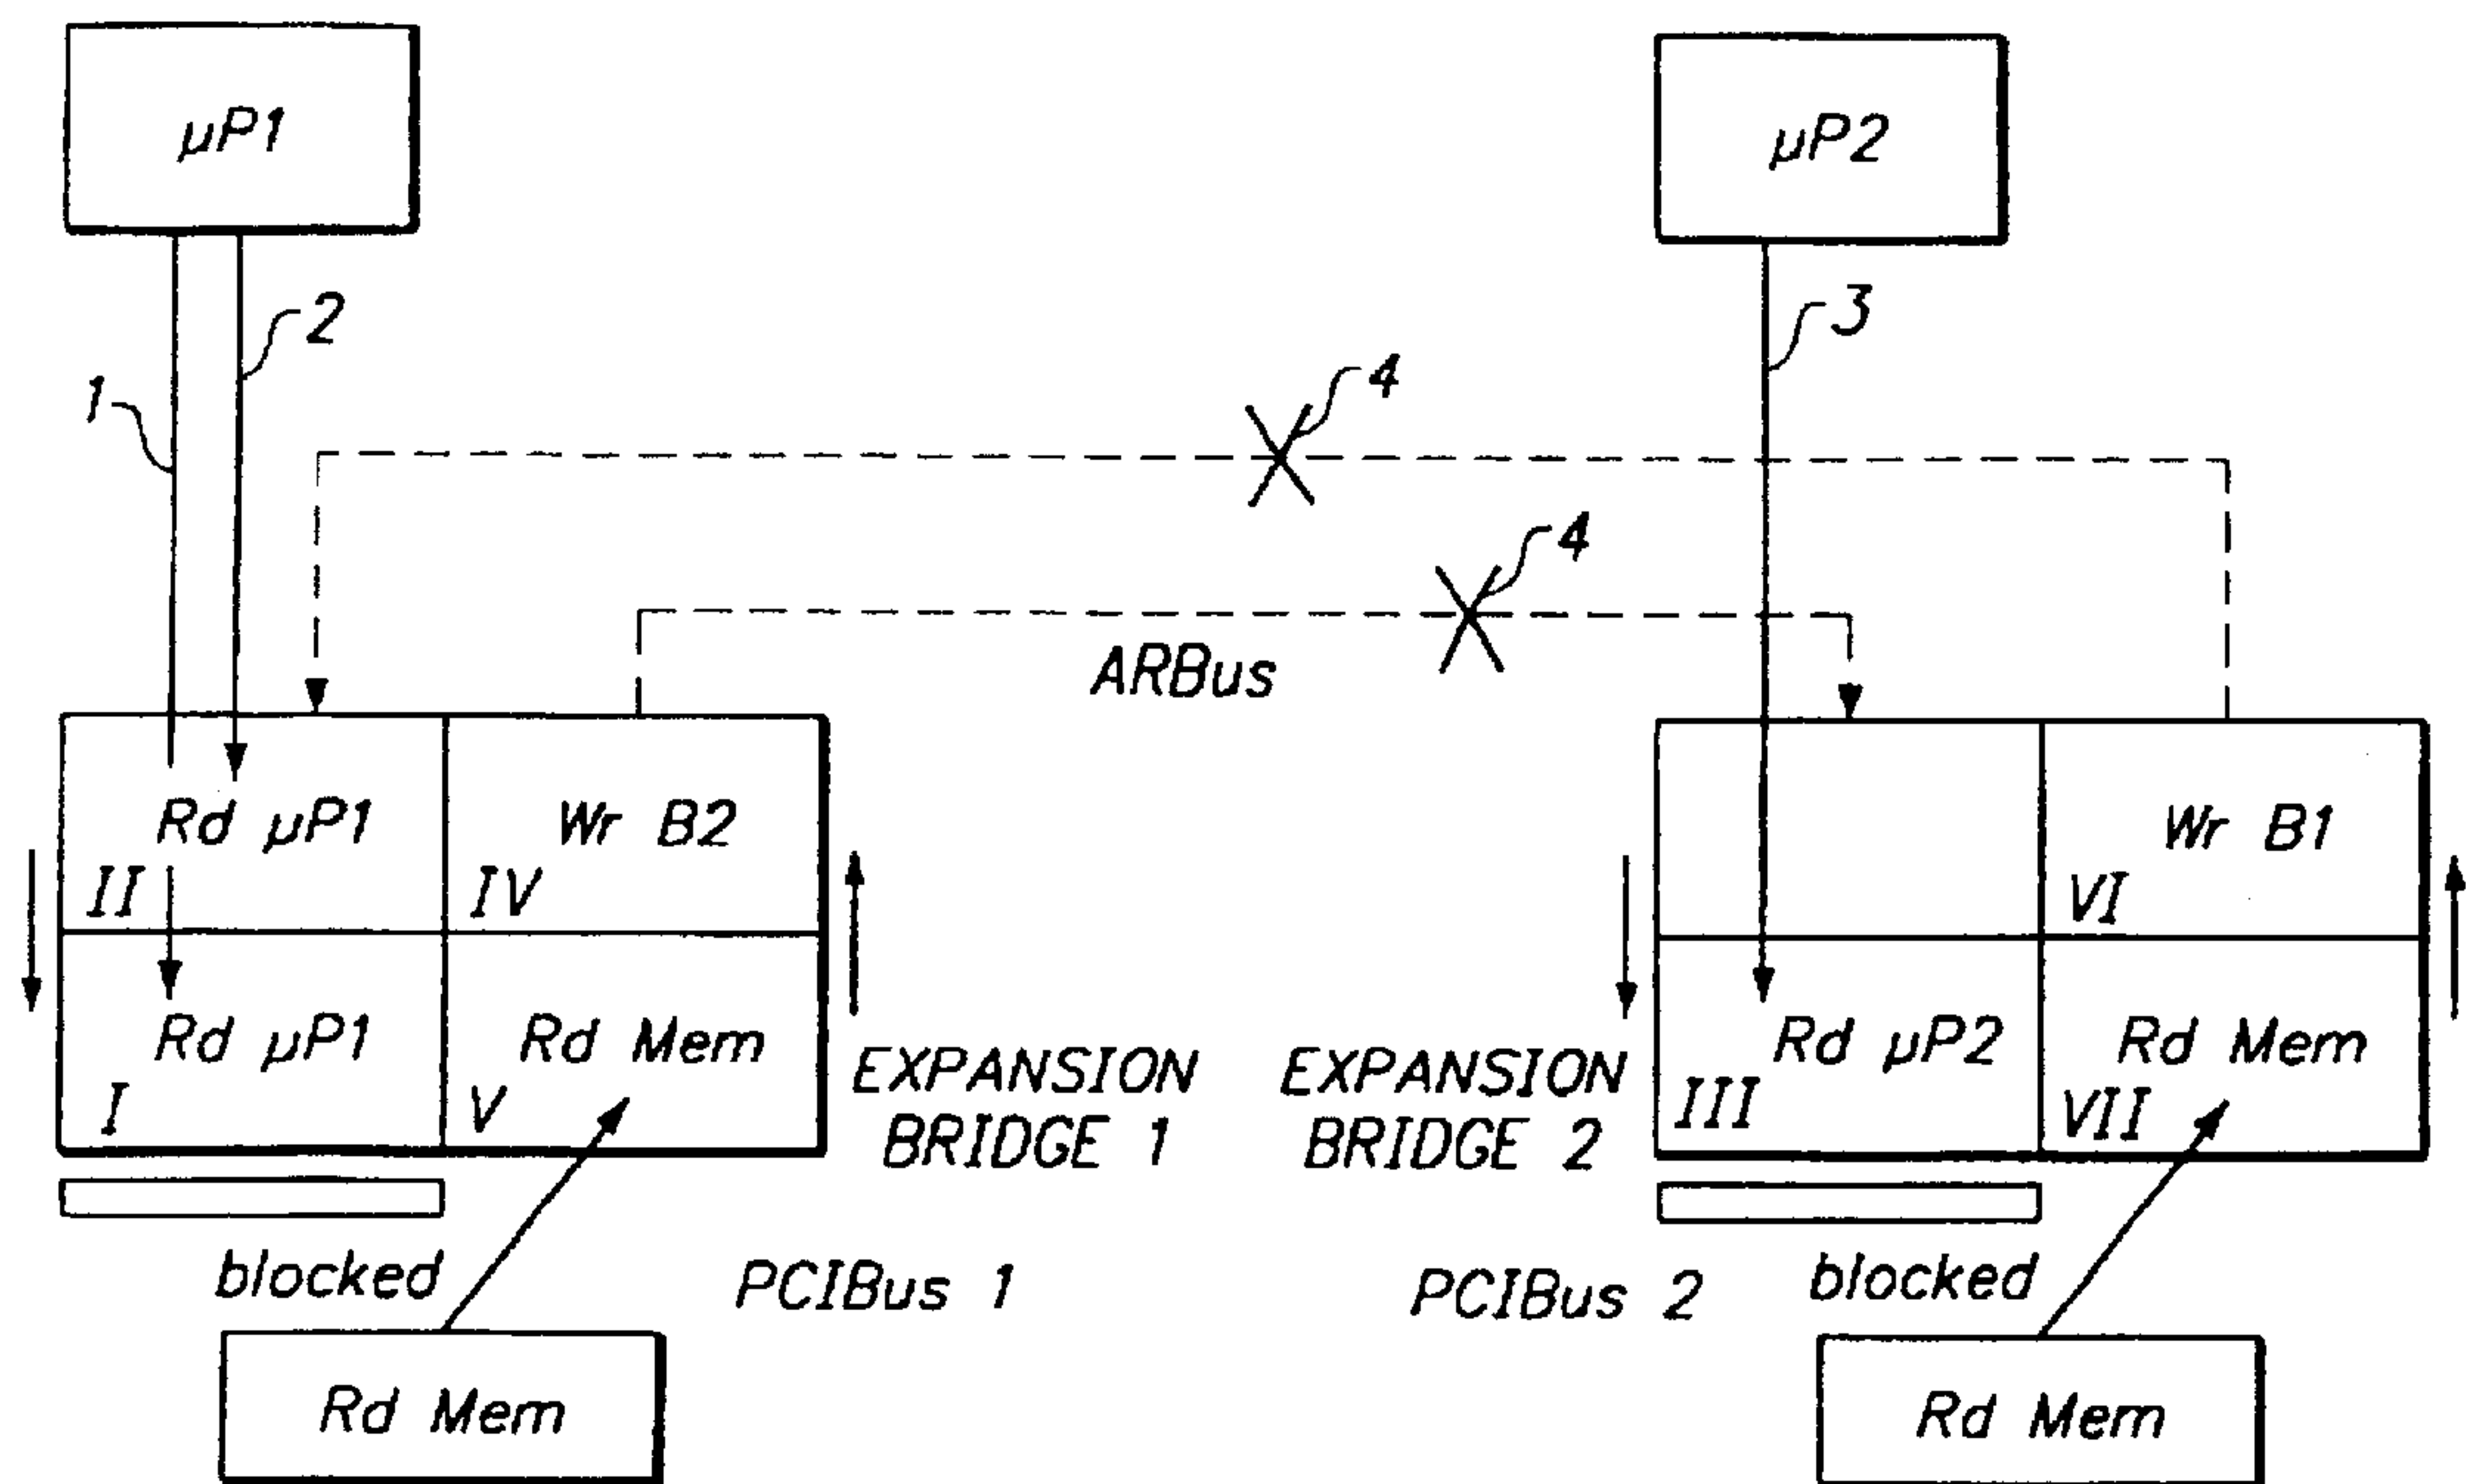 μP1
μP2
1
2
3
4
4
ARBus
Rd μP1
II
Wr B2
IV
Wr B1
VI
Rd μP1
I
Rd Mem
V
EXPANSION
BRIDGE 1
EXPANSION
BRIDGE 2
Rd μP2
III
Rd Mem
VII
blocked
PCIBus 1
PCIBus 2
blocked
Rd Mem
Rd Mem